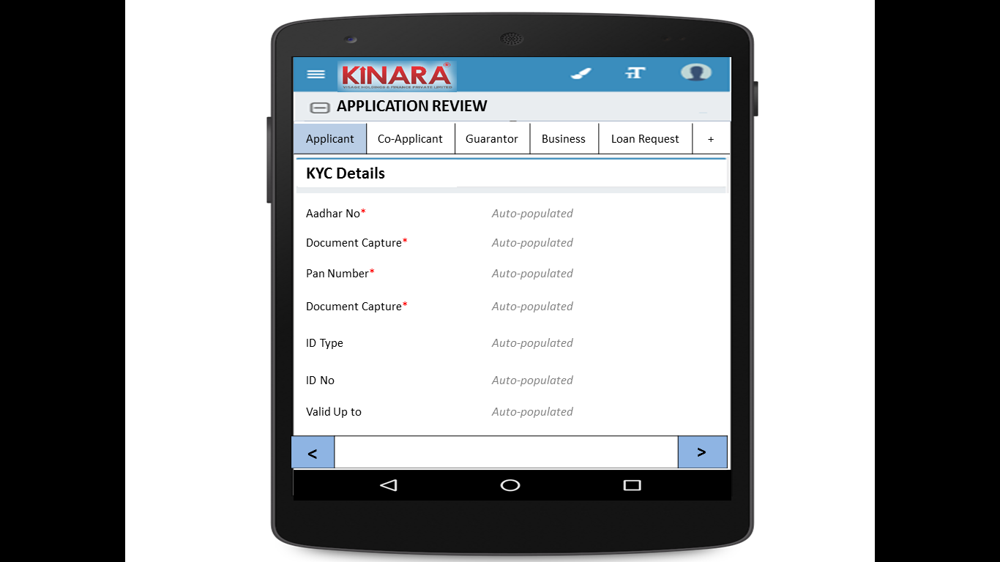 KINARA®
VISAGE HOLDINGS & FINANCE PRIVATE LIMITED
APPLICATION REVIEW
Applicant Co-Applicant Guarantor Business Loan Request +
KYC Details
Aadhar No* Auto-populated
Document Capture* Auto-populated
Pan Number* Auto-populated
Document Capture* Auto-populated
ID Type Auto-populated
ID No Auto-populated
Valid Up to Auto-populated
< >